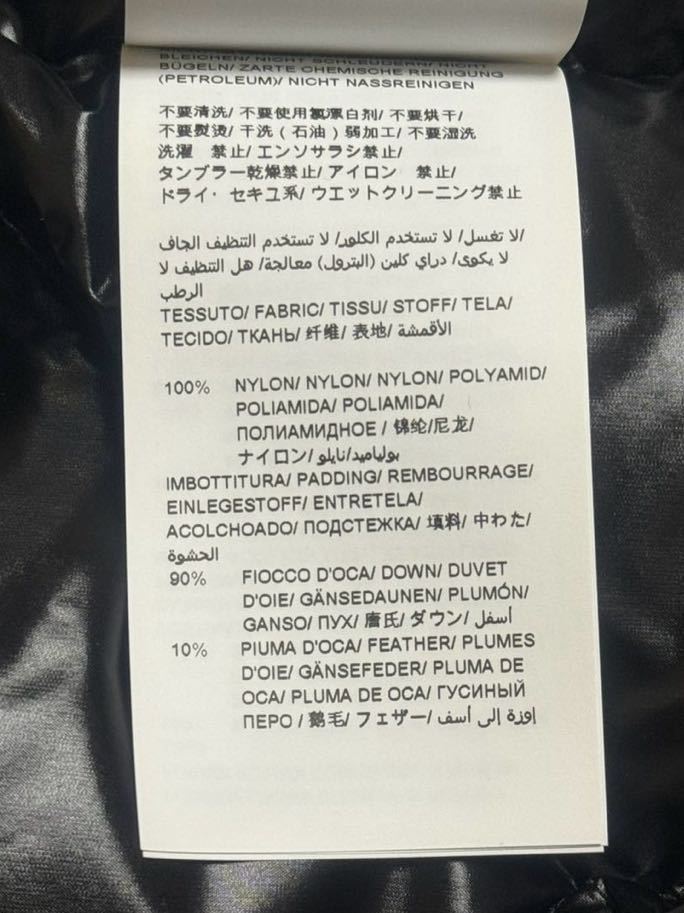 BLEICHEN/ NICHT SCHLEUDERN/ NICHT
BÜGELN/ ZARTE CHEMISCHE REINIGUNG
(PETROLEUM)/ NICHT NASSREINIGEN
不要清洗/ 不要使用氯漂白剂/ 不要烘干/
不要熨烫/ 干洗（石油）弱加工/ 不要湿洗
洗濯　禁止/ エンソサラシ禁止/
タンブラー乾燥禁止/ アイロン　禁止/
ドライ・ セキユ系/ ウエットクリーニング禁止
/لا تغسل/ لا تستخدم الكلور/ لا تستخدم التنظيف الجاف
لا يكوى/ دراي كلين (البترول) معالجة/ هل التنظيف لا
الرطب
TESSUTO/ FABRIC/ TISSU/ STOFF/ TELA/
TECIDO/ ТКАНЬ/ 纤维/ 表地/ الأقمشة
100% NYLON/ NYLON/ NYLON/ POLYAMID/
POLIAMIDA/ POLIAMIDA/
ПОЛИАМИДНОЕ / 锦纶/尼龙/
ナイロン/ بولياميد/نايلو
IMBOTTITURA/ PADDING/ REMBOURRAGE/
EINLEGESTOFF/ ENTRETELA/
ACOLCHOADO/ ПОДСТЕЖКА/ 填料/ 中わた/
الحشوة
90% FIOCCO D'OCA/ DOWN/ DUVET
D'OIE/ GÄNSEDAUNEN/ PLUMÓN/
GANSO/ ПУХ/ 唐氏/ ダウン/ أسفل
10% PIUMA D'OCA/ FEATHER/ PLUMES
D'OIE/ GÄNSEFEDER/ PLUMA DE
OCA/ PLUMA DE OCA/ ГУСИНЫЙ
ПЕРО / 鹅毛/ フェザー/ اوزة إلى أسف